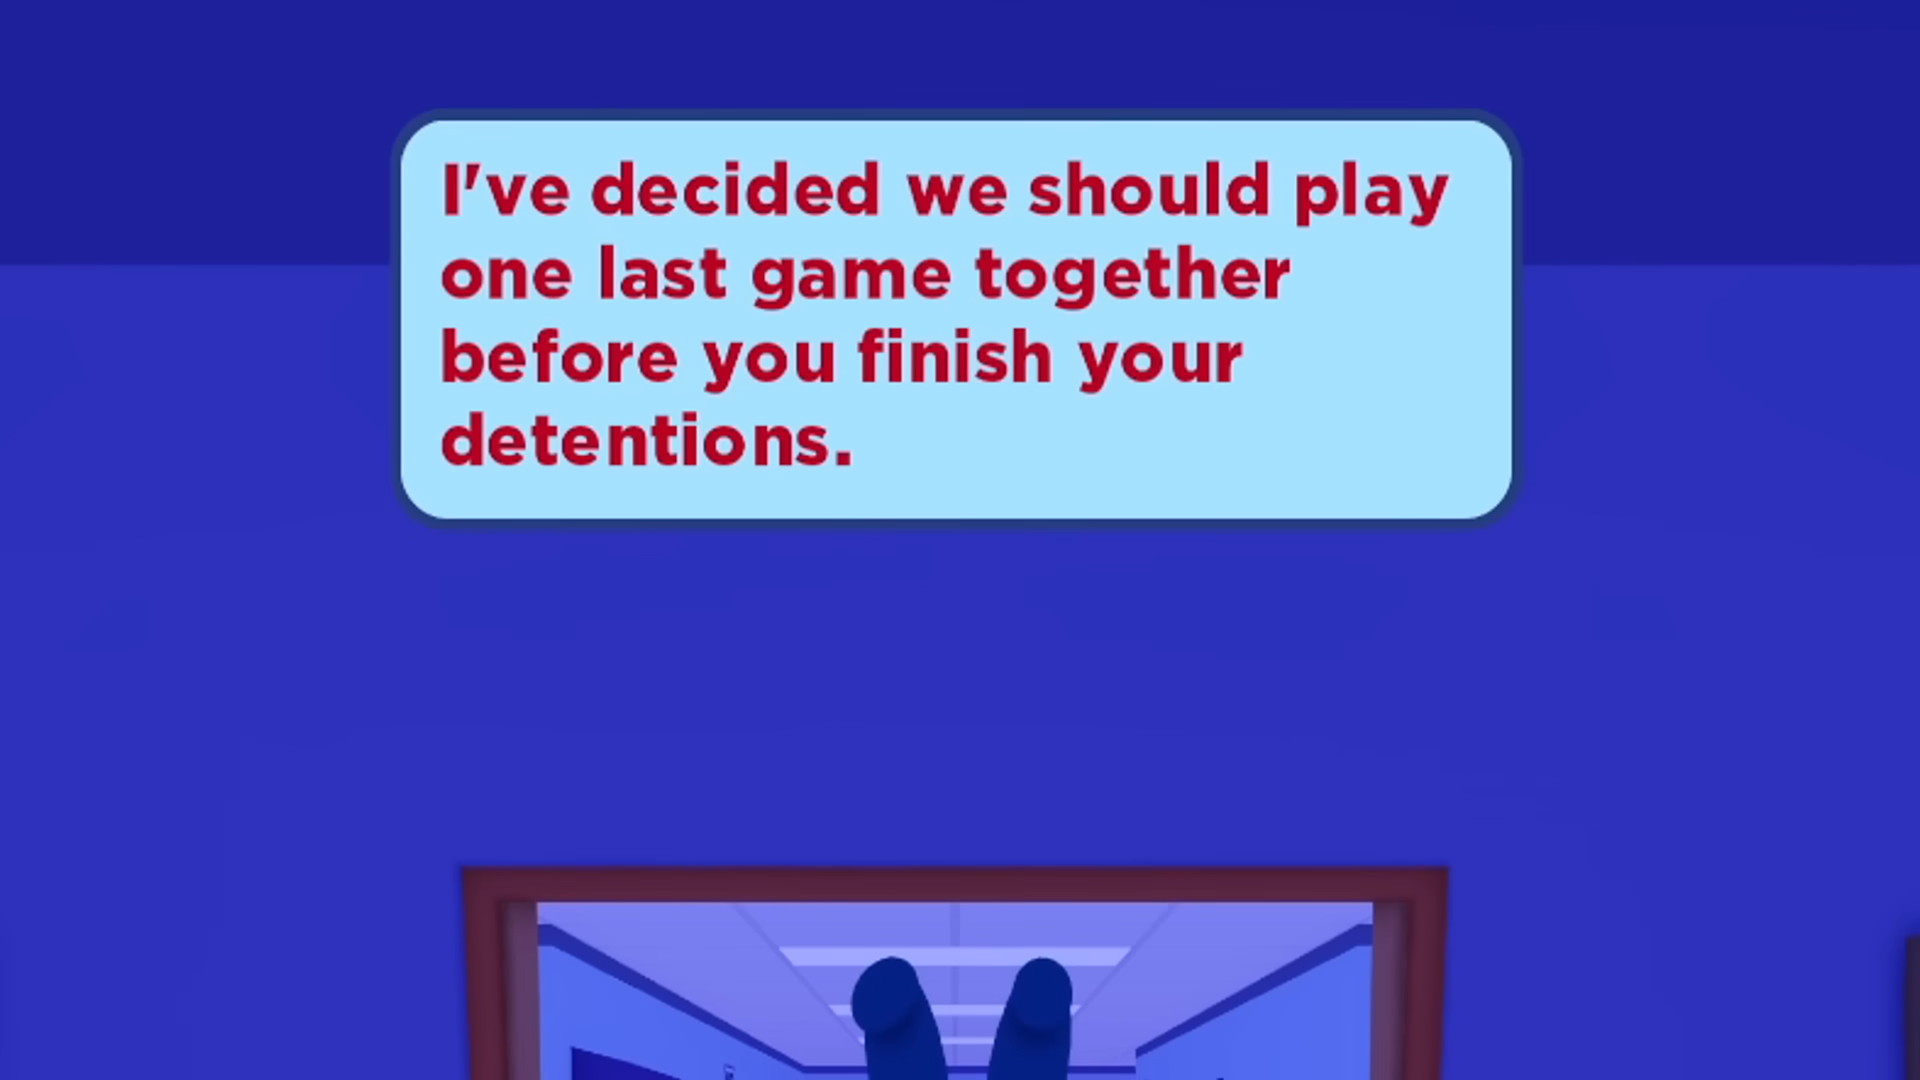 I've decided we should play
one last game together
before you finish your
detentions.